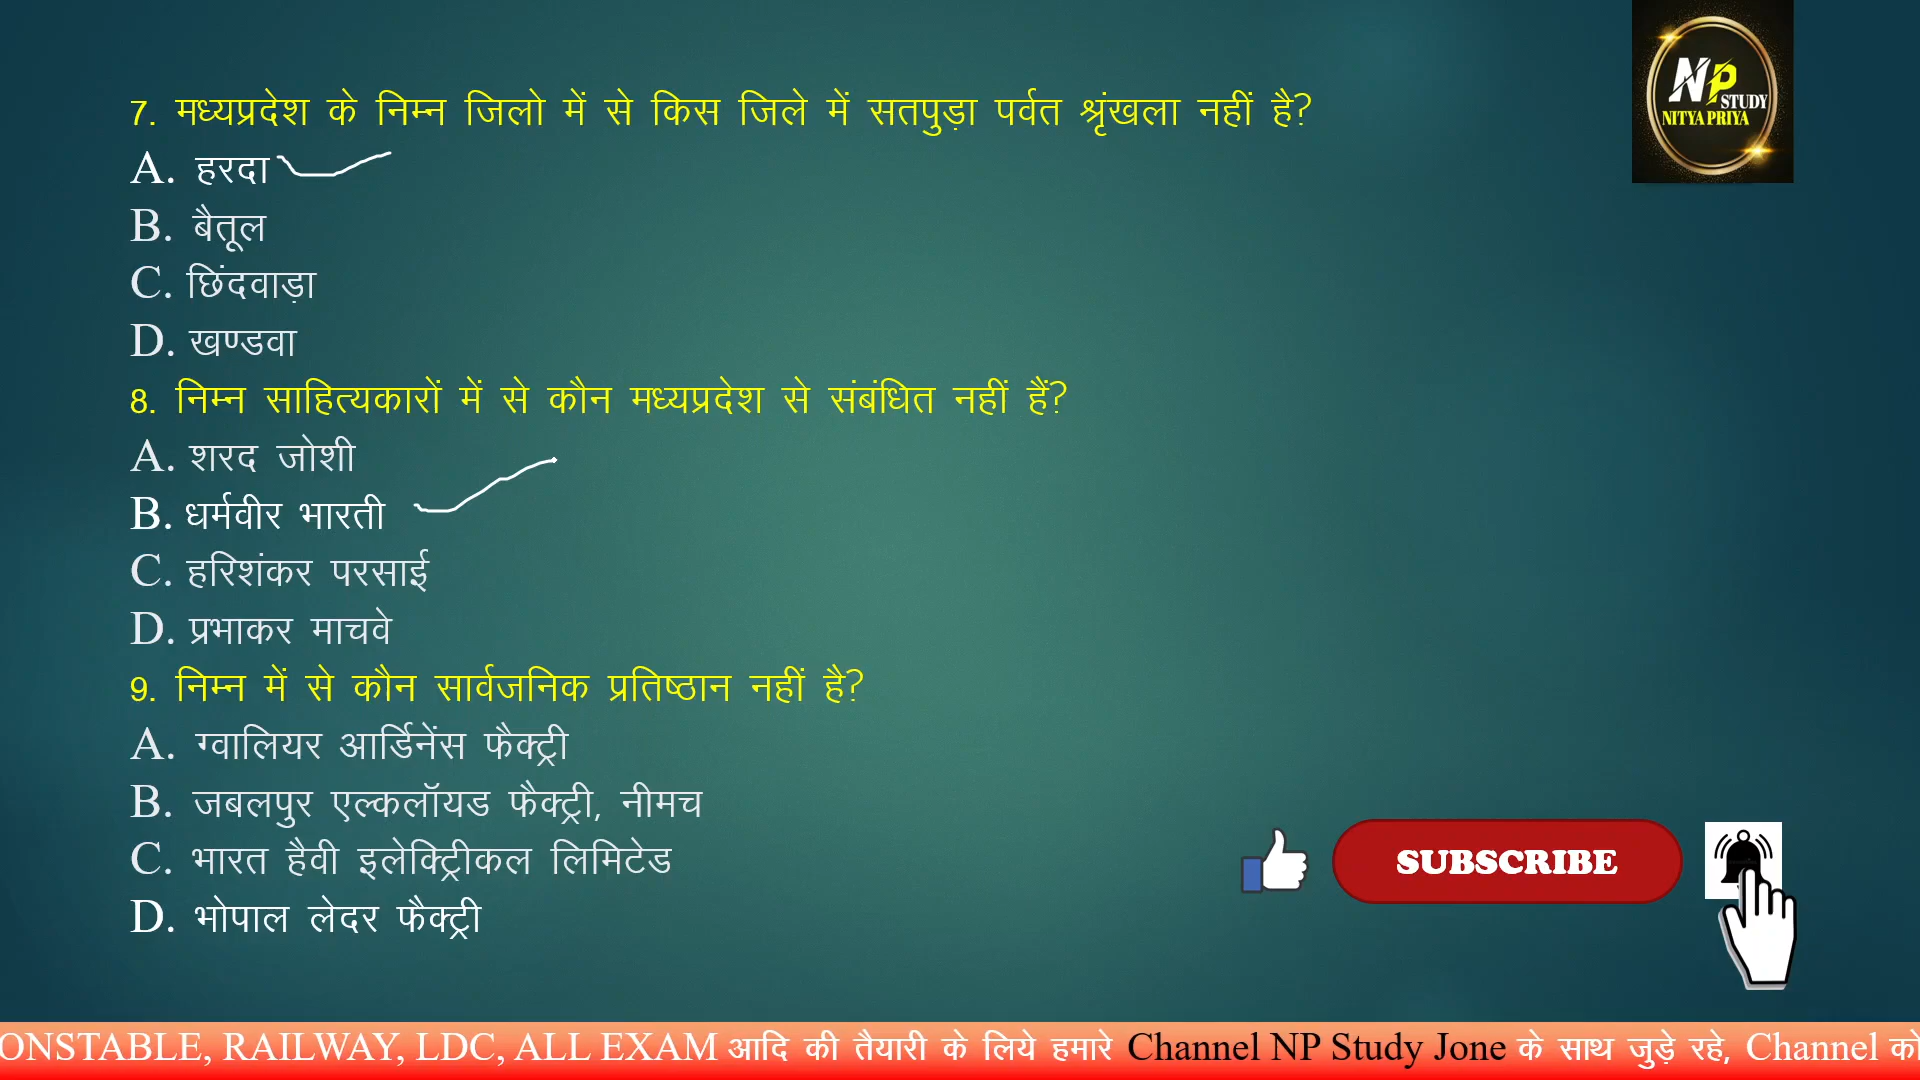 NP
STUDY
NITYA PRIYA
7. मध्यप्रदेश के निम्न जिलो में से किस जिले में सतपुड़ा पर्वत श्रृंखला नहीं है?
A. हरदा
B. बैतूल
C. छिंदवाड़ा
D. खण्डवा
8. निम्न साहित्यकारों में से कौन मध्यप्रदेश से संबंधित नहीं हैं?
A. शरद जोशी
B. धर्मवीर भारती
C. हरिशंकर परसाई
D. प्रभाकर माचवे
9. निम्न में से कौन सार्वजनिक प्रतिष्ठान नहीं है?
A. ग्वालियर आर्डिनेंस फैक्ट्री
B. जबलपुर एल्कलॉयड फैक्ट्री, नीमच
C. भारत हैवी इलेक्ट्रिीकल लिमिटेड
D. भोपाल लेदर फैक्ट्री
SUBSCRIBE
ONSTABLE, RAILWAY, LDC, ALL EXAM आदि की तैयारी के लिये हमारे Channel NP Study Jone के साथ जुड़े रहे, Channel को